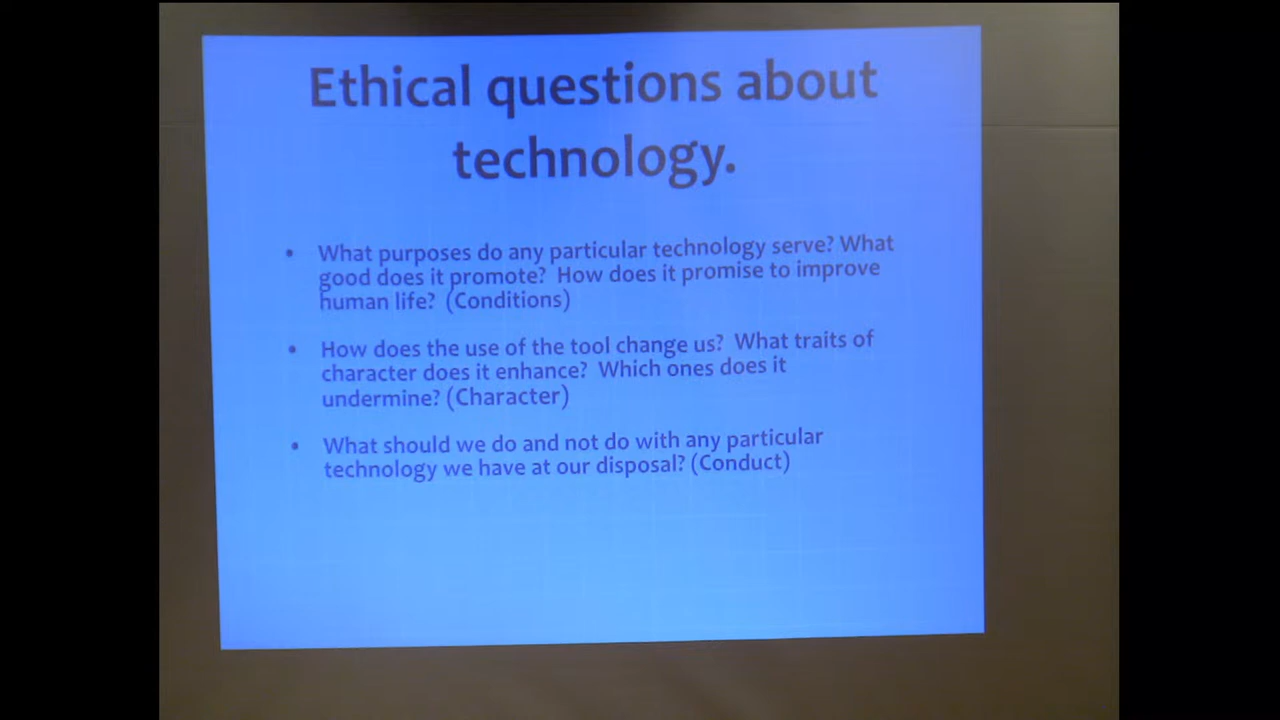 Ethical questions about
technology.
• What purposes do any particular technology serve? What
good does it promote?  How does it promise to improve
human life?  (Conditions)
• How does the use of the tool change us?  What traits of
character does it enhance?  Which ones does it
undermine? (Character)
• What should we do and not do with any particular
technology we have at our disposal? (Conduct)